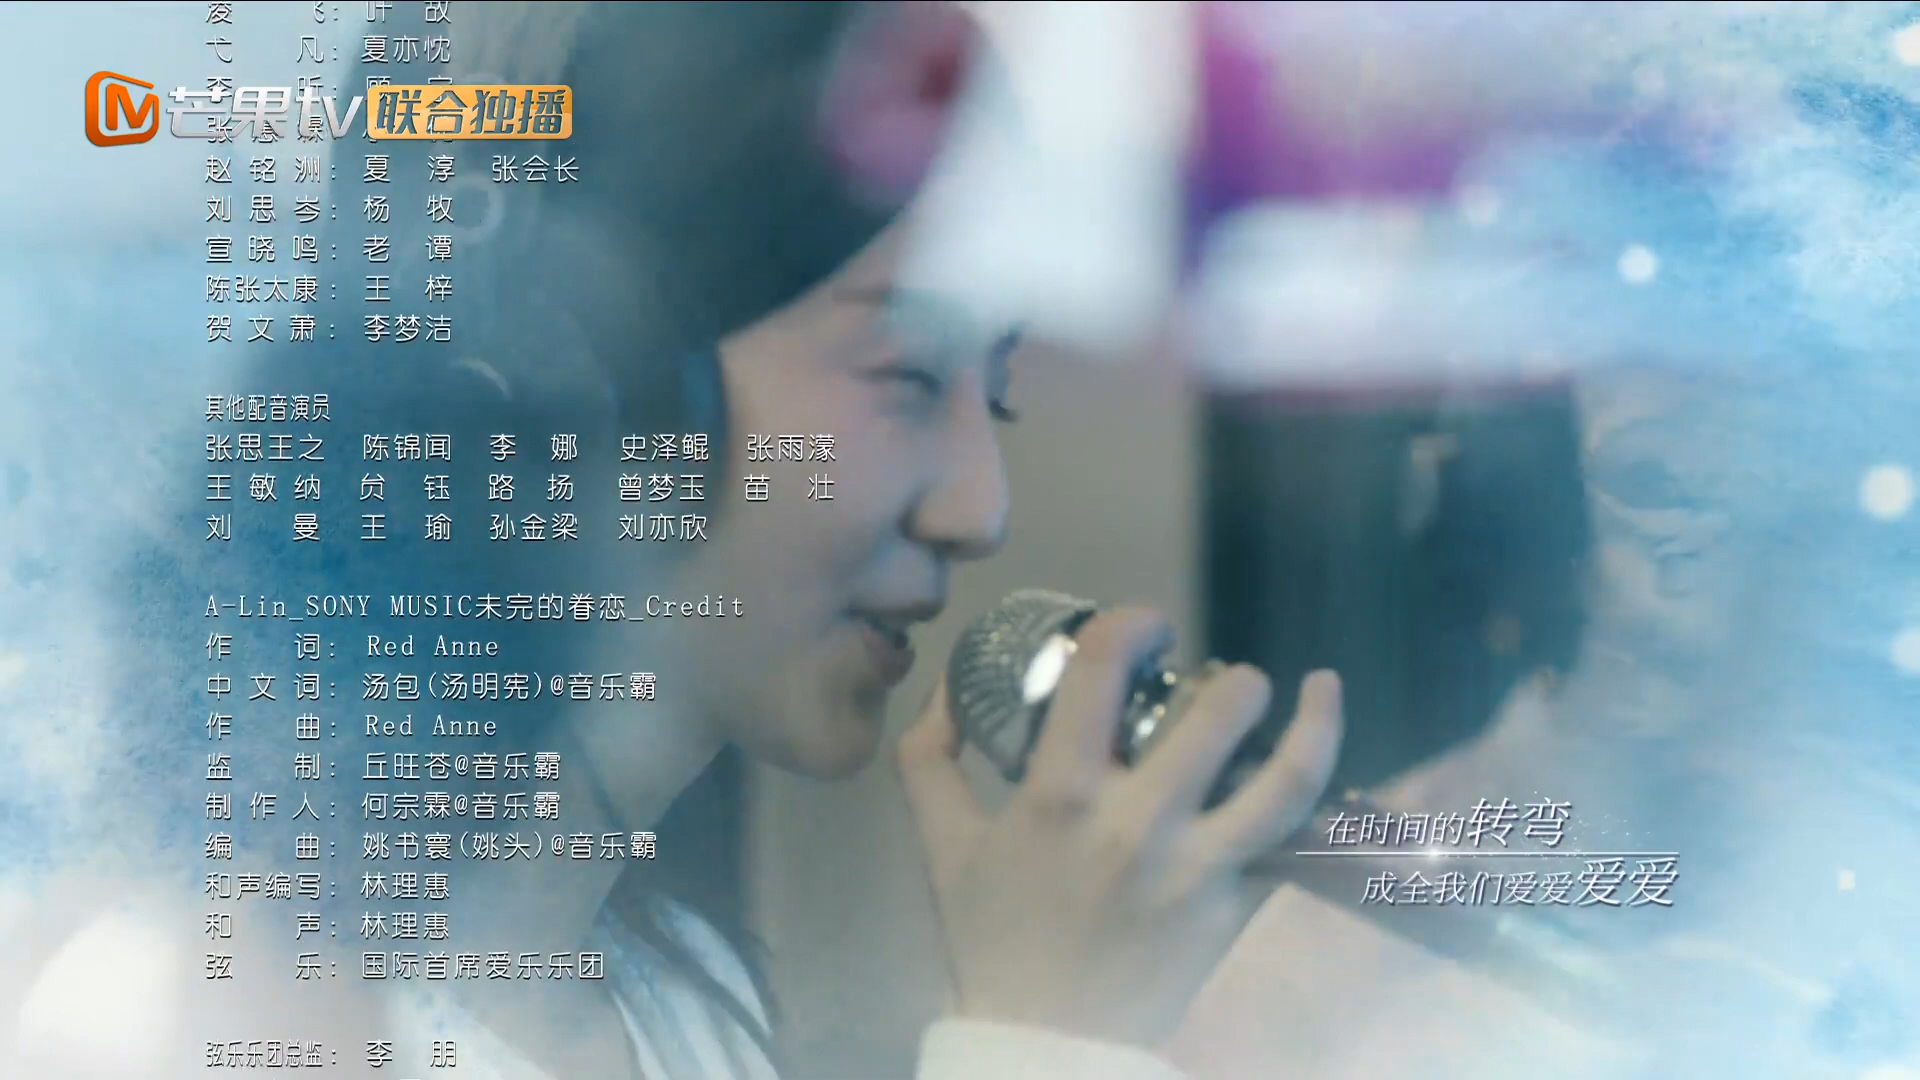 凌 飞： 叶 故
弋 凡： 夏亦忱
芒果tv 联合独播
赵铭洲： 夏 淳 张会长
刘思岑： 杨 牧
宣晓鸣： 老 谭
陈张太康： 王 梓
贺文萧： 李梦洁
其他配音演员
张思王之 陈锦闻 李 娜 史泽鲲 张雨濛
王敏纳 贠 钰 路 扬 曾梦玉 苗 壮
刘 曼 王 瑜 孙金梁 刘亦欣
A-Lin_SONY MUSIC未完的眷恋_Credit
作 词： Red Anne
中文词： 汤包(汤明宪)@音乐霸
作 曲： Red Anne
监 制： 丘旺苍@音乐霸
制作人： 何宗霖@音乐霸
编 曲： 姚书寰(姚头)@音乐霸
和声编写： 林理惠
和 声： 林理惠
弦 乐： 国际首席爱乐乐团
弦乐乐团总监： 李 朋
在时间的转弯
成全我们爱爱爱爱